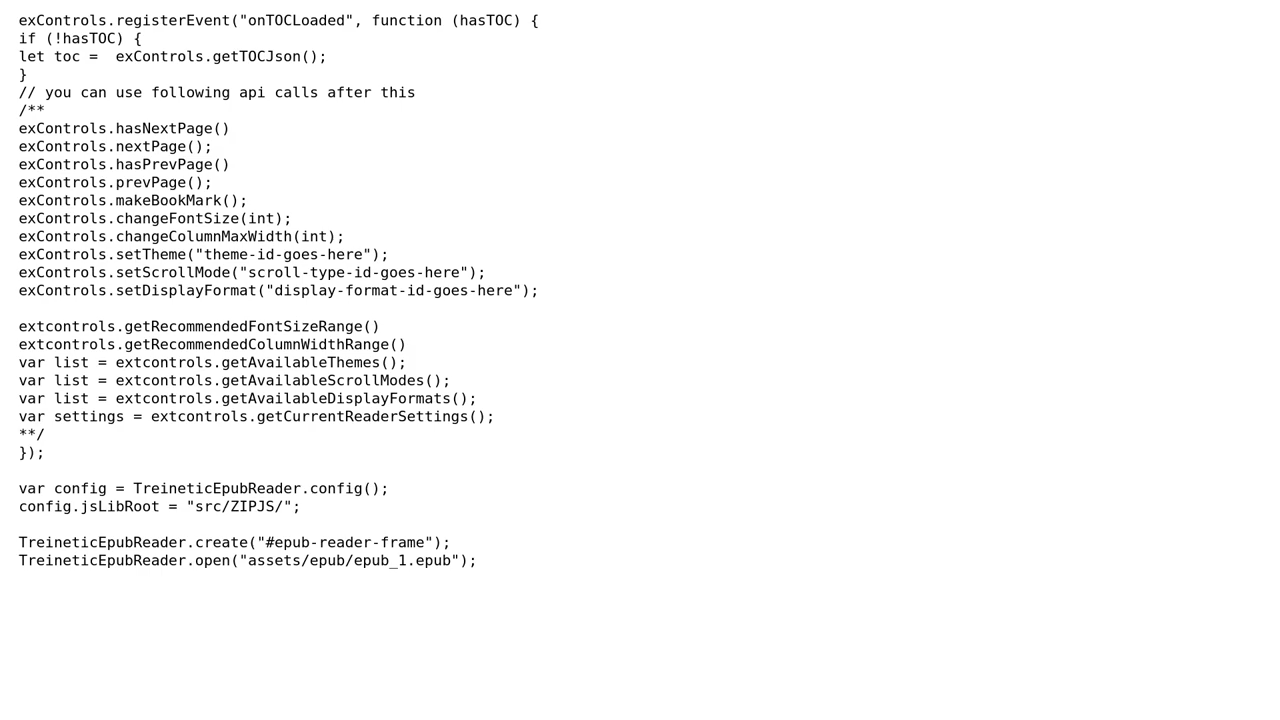 exControls.registerEvent("onTOCLoaded", function (hasTOC) {
if (!hasTOC) {
let toc =  exControls.getTOCJson();
}
// you can use following api calls after this
/**
exControls.hasNextPage()
exControls.nextPage();
exControls.hasPrevPage()
exControls.prevPage();
exControls.makeBookMark();
exControls.changeFontSize(int);
exControls.changeColumnMaxWidth(int);
exControls.setTheme("theme-id-goes-here");
exControls.setScrollMode("scroll-type-id-goes-here");
exControls.setDisplayFormat("display-format-id-goes-here");

extcontrols.getRecommendedFontSizeRange()
extcontrols.getRecommendedColumnWidthRange()
var list = extcontrols.getAvailableThemes();
var list = extcontrols.getAvailableScrollModes();
var list = extcontrols.getAvailableDisplayFormats();
var settings = extcontrols.getCurrentReaderSettings();
**/
});

var config = TreineticEpubReader.config();
config.jsLibRoot = "src/ZIPJS/";

TreineticEpubReader.create("#epub-reader-frame");
TreineticEpubReader.open("assets/epub/epub_1.epub");